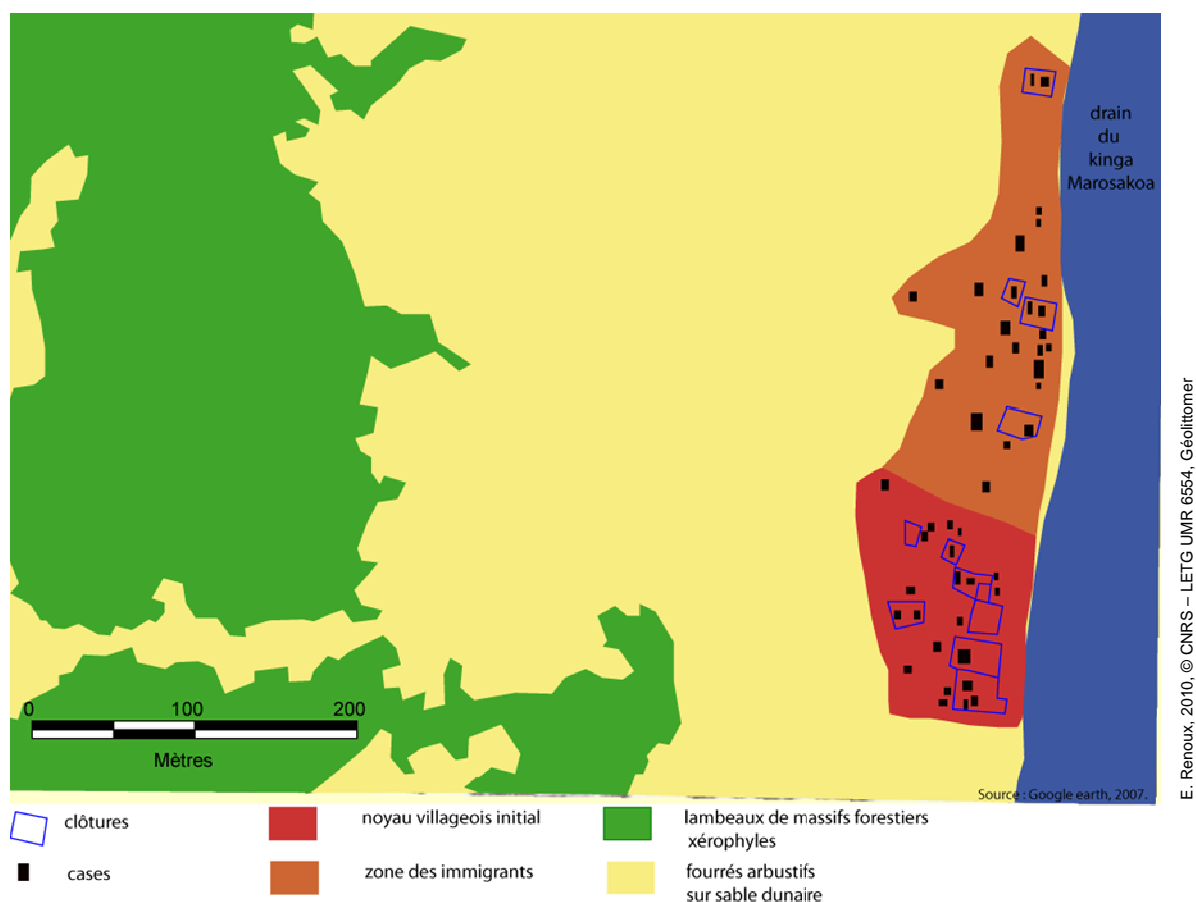 drain
du
kinga
Marosakoa
0 100 200
Mètres
Source : Google earth, 2007.
E. Renoux, 2010, © CNRS – LETG UMR 6554, Géolittomer
clôtures
cases
noyau villageois initial
zone des immigrants
lambeaux de massifs forestiers
xérophyles
fourrés arbustifs
sur sable dunaire